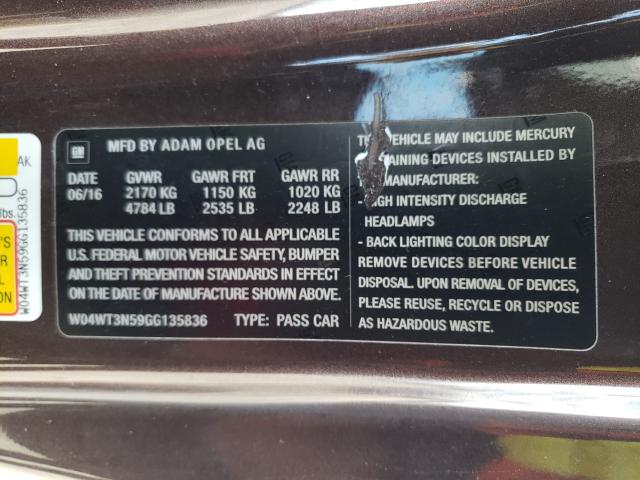 AK
lbs.
W04WT3N59GG135836
GM
MFD BY ADAM OPEL AG
DATE GVWR GAWR FRT GAWR RR
06/16 2170 KG 1150 KG 1020 KG
4784 LB 2535 LB 2248 LB
THIS VEHICLE CONFORMS TO ALL APPLICABLE
U.S. FEDERAL MOTOR VEHICLE SAFETY, BUMPER
AND THEFT PREVENTION STANDARDS IN EFFECT
ON THE DATE OF MANUFACTURE SHOWN ABOVE.
W04WT3N59GG135836 TYPE: PASS CAR
VEHICLE MAY INCLUDE MERCURY
TAINING DEVICES INSTALLED BY
MANUFACTURER:
- HIGH INTENSITY DISCHARGE
HEADLAMPS
- BACK LIGHTING COLOR DISPLAY
REMOVE DEVICES BEFORE VEHICLE
DISPOSAL. UPON REMOVAL OF DEVICES,
PLEASE REUSE, RECYCLE OR DISPOSE
AS HAZARDOUS WASTE.